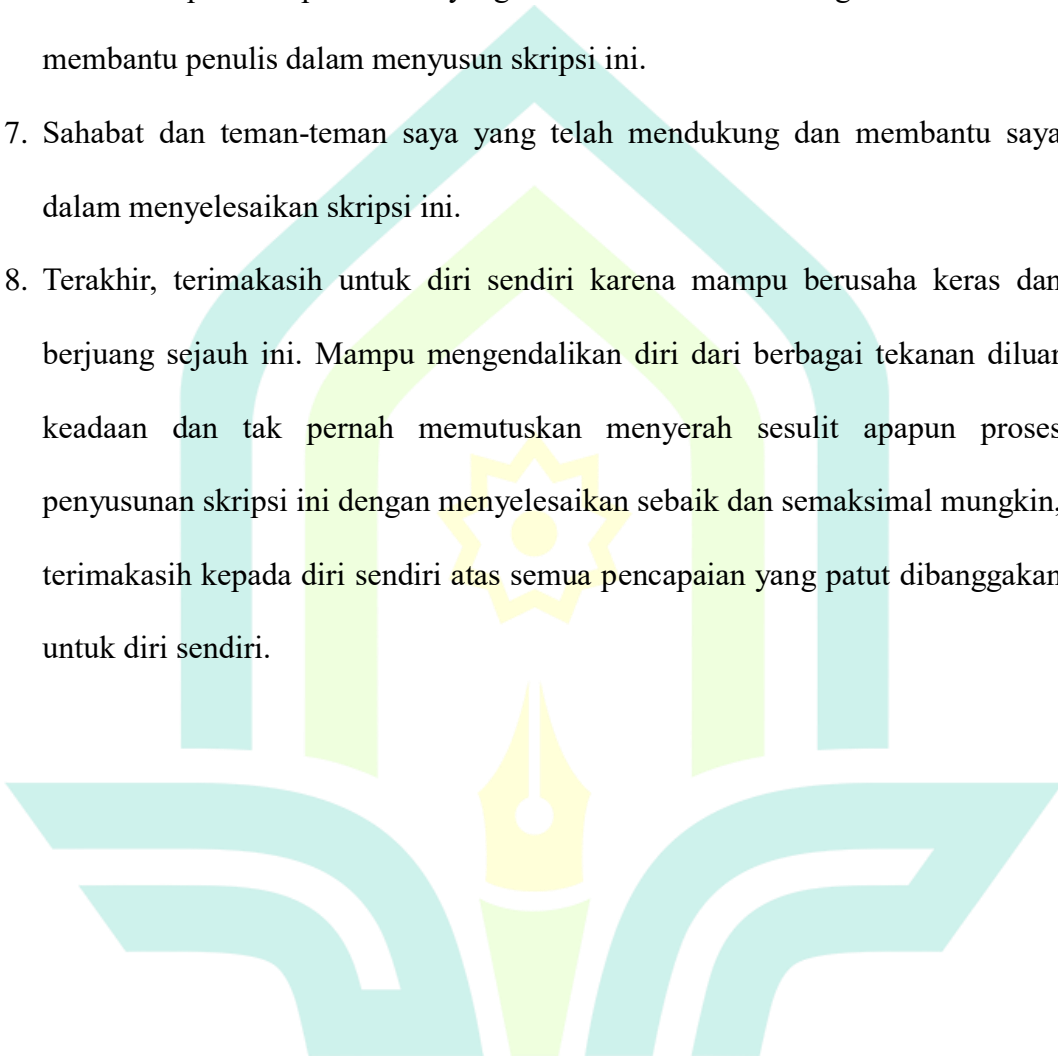 membantu penulis dalam menyusun skripsi ini.
7. Sahabat dan teman-teman saya yang telah mendukung dan membantu saya
dalam menyelesaikan skripsi ini.
8. Terakhir, terimakasih untuk diri sendiri karena mampu berusaha keras dan
berjuang sejauh ini. Mampu mengendalikan diri dari berbagai tekanan diluar
keadaan dan tak pernah memutuskan menyerah sesulit apapun proses
penyusunan skripsi ini dengan menyelesaikan sebaik dan semaksimal mungkin,
terimakasih kepada diri sendiri atas semua pencapaian yang patut dibanggakan
untuk diri sendiri.